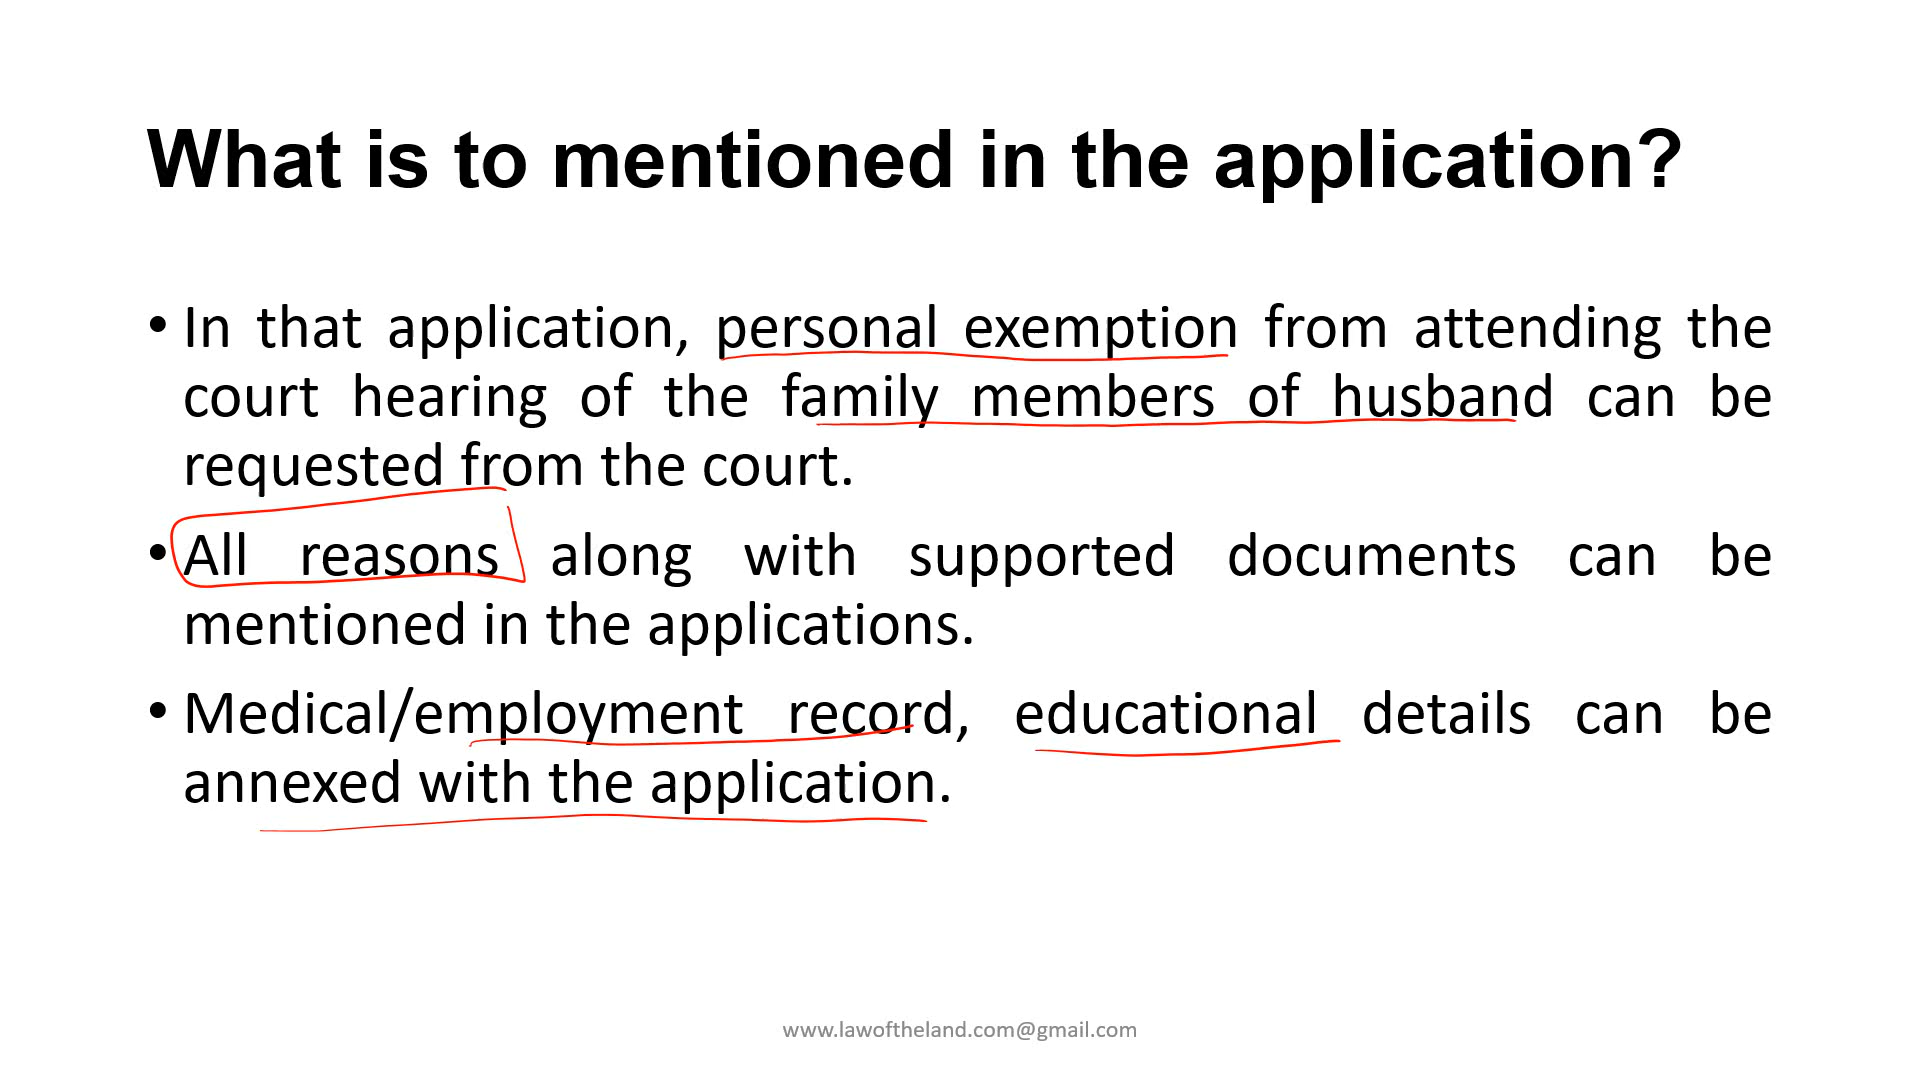 What is to mentioned in the application?
• In that application, personal exemption from attending the
court hearing of the family members of husband can be
requested from the court.
• All reasons along with supported documents can be
mentioned in the applications.
• Medical/employment record, educational details can be
annexed with the application.
www.lawoftheland.com@gmail.com